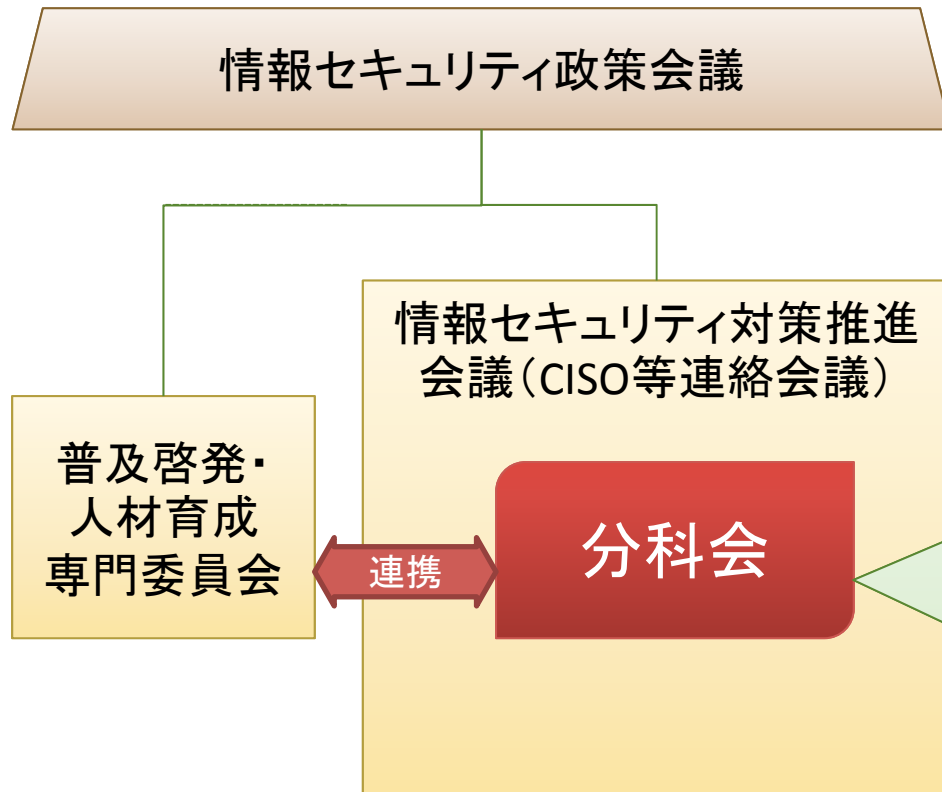 情報セキュリティ政策会議
情報セキュリティ対策推進
会議（CISO等連絡会議）
普及啓発・
人材育成
専門委員会
連携
分科会